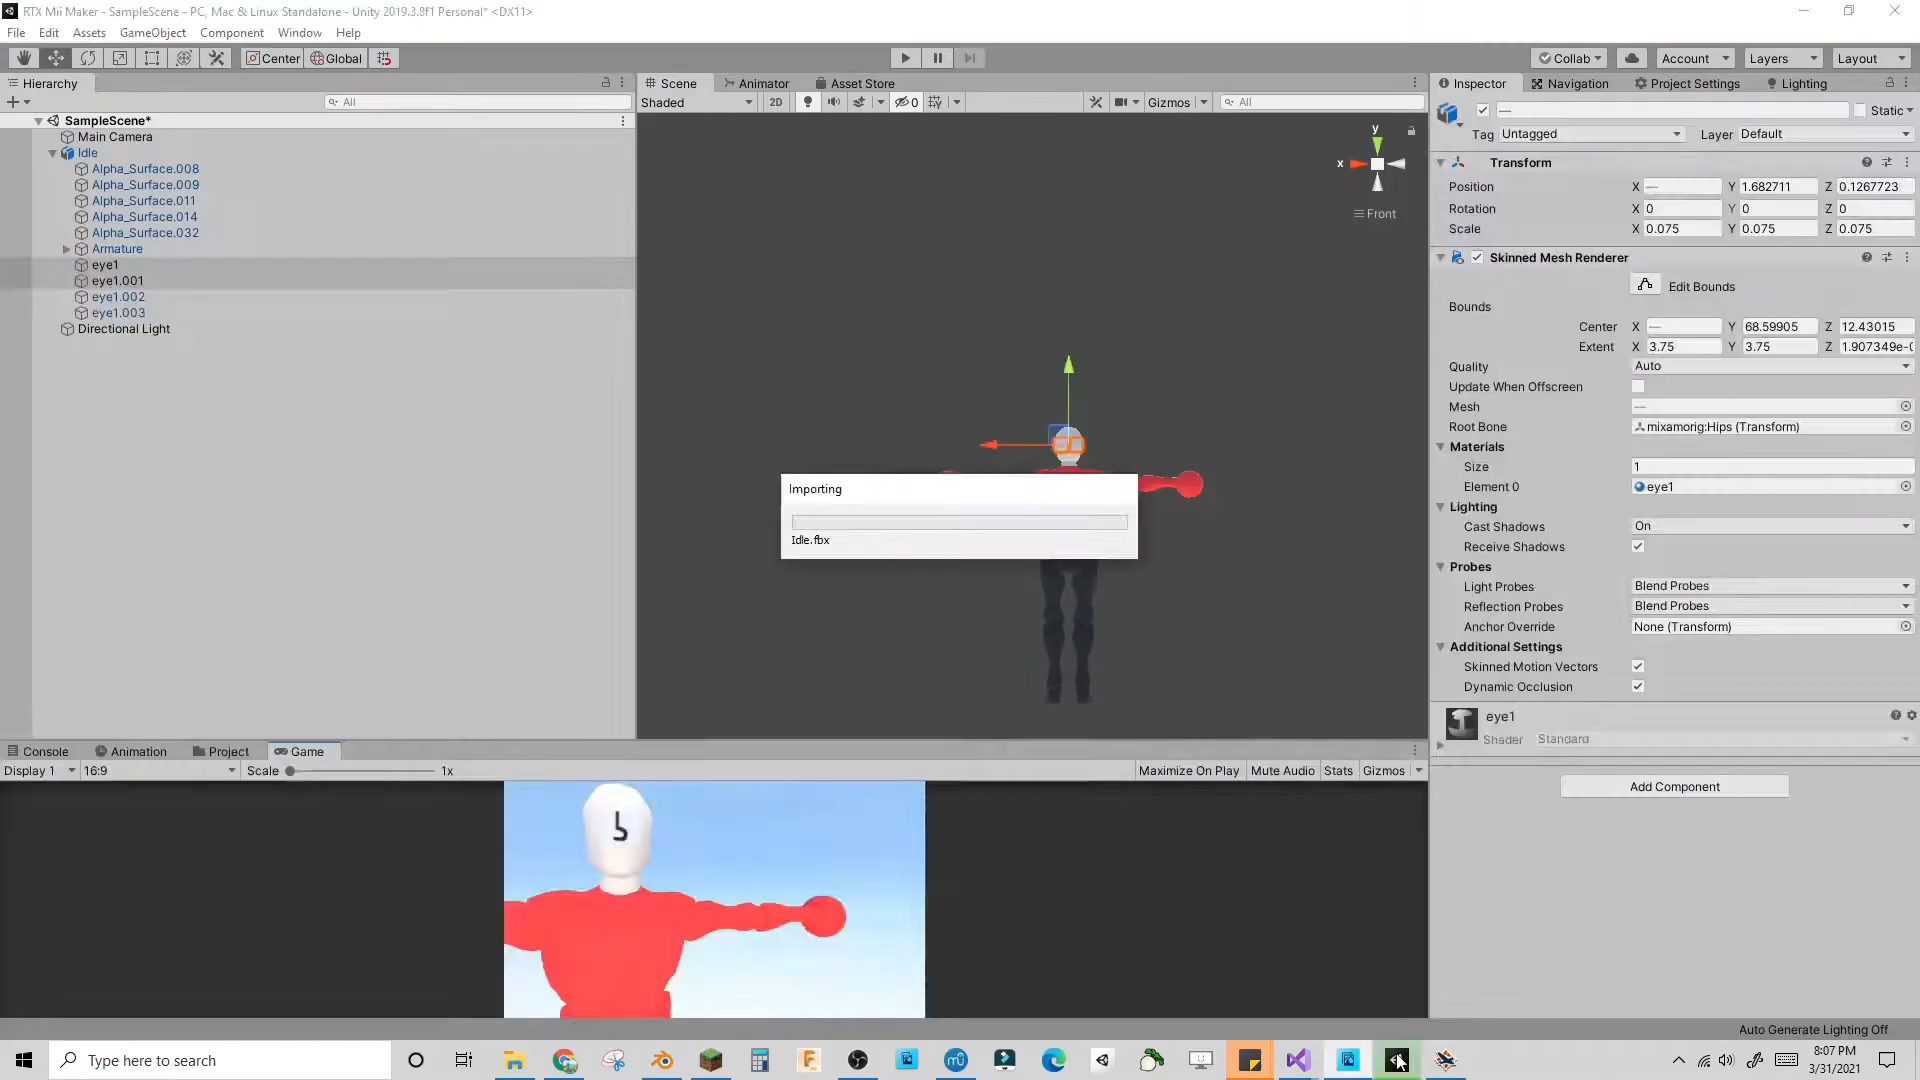 RTX Mii Maker - SampleScene - PC, Mac & Linux Standalone - Unity 2019.3.8f1 Personal* <DX11>
File Edit Assets GameObject Component Window Help
Center Global Collab Account Layers Layout
Hierarchy
All
SampleScene*
Main Camera
Idle
Alpha_Surface.008
Alpha_Surface.009
Alpha_Surface.011
Alpha_Surface.014
Alpha_Surface.032
Armature
eye1
eye1.001
eye1.002
eye1.003
Directional Light
Scene Animator Asset Store
Shaded 2D 0 Gizmos All
y
x
Front
Importing
Idle.fbx
Inspector Navigation Project Settings Lighting
— Static
Tag Untagged Layer Default
Transform
Position X — Y 1.682711 Z 0.1267723
Rotation X 0 Y 0 Z 0
Scale X 0.075 Y 0.075 Z 0.075
Skinned Mesh Renderer
Edit Bounds
Bounds
Center X — Y 68.59905 Z 12.43015
Extent X 3.75 Y 3.75 Z 1.907349e-0
Quality Auto
Update When Offscreen
Mesh —
Root Bone mixamorig:Hips (Transform)
Materials
Size 1
Element 0 eye1
Lighting
Cast Shadows On
Receive Shadows
Probes
Light Probes Blend Probes
Reflection Probes Blend Probes
Anchor Override None (Transform)
Additional Settings
Skinned Motion Vectors
Dynamic Occlusion
eye1
Shader Standard
Add Component
Console Animation Project Game
Display 1 16:9 Scale 1x Maximize On Play Mute Audio Stats Gizmos
Auto Generate Lighting Off
Type here to search
8:07 PM
3/31/2021